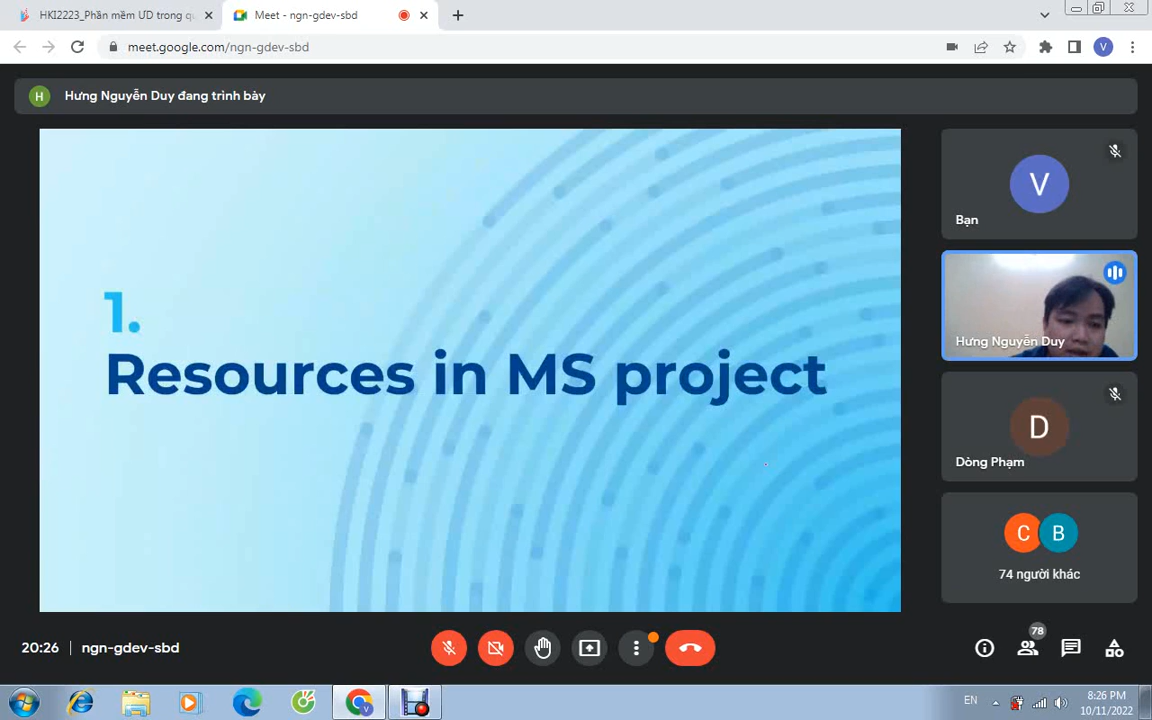 HKI2223_Phần mềm ƯD trong qu
Meet - ngn-gdev-sbd
meet.google.com/ngn-gdev-sbd
V
H
Hưng Nguyễn Duy đang trình bày
1.
Resources in MS project
V
Bạn
Hưng Nguyễn Duy
D
Dòng Phạm
C
B
74 người khác
20:26
ngn-gdev-sbd
78
EN
8:26 PM
10/11/2022